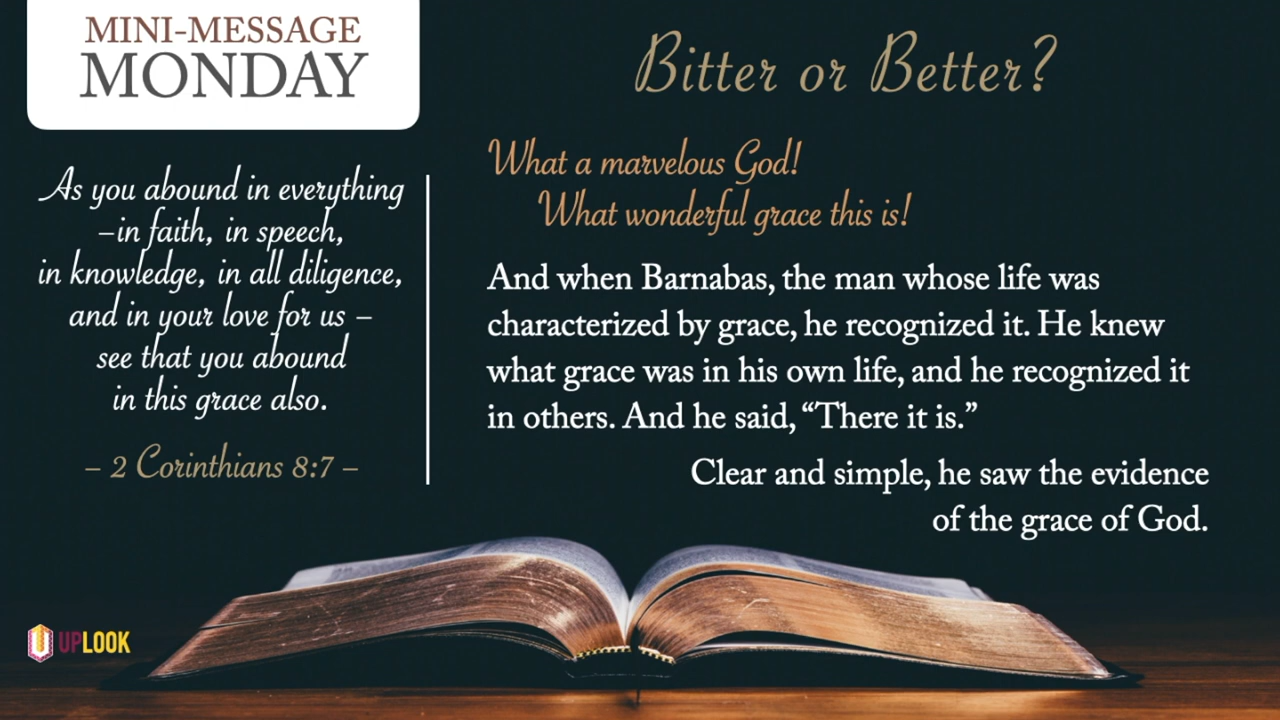 MINI-MESSAGE
MONDAY
Bitter or Better?
As you abound in everything
–in faith, in speech,
in knowledge, in all diligence,
and in your love for us –
see that you abound
in this grace also.
– 2 Corinthians 8:7 –
What a marvelous God!
What wonderful grace this is!
And when Barnabas, the man whose life was
characterized by grace, he recognized it. He knew
what grace was in his own life, and he recognized it
in others. And he said, “There it is.”
Clear and simple, he saw the evidence
of the grace of God.
UPLOOK